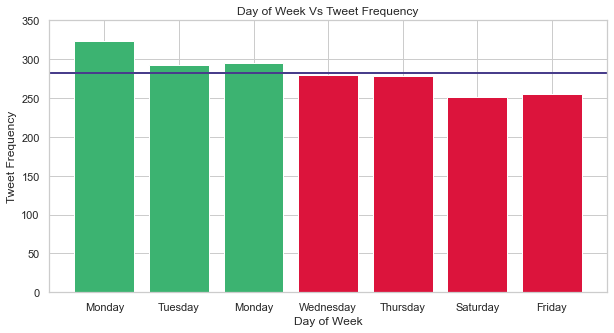 Day of Week Vs Tweet Frequency
350
300
250
200
150
100
50
0
Tweet Frequency
Monday Tuesday Monday Wednesday Thursday Saturday Friday
Day of Week